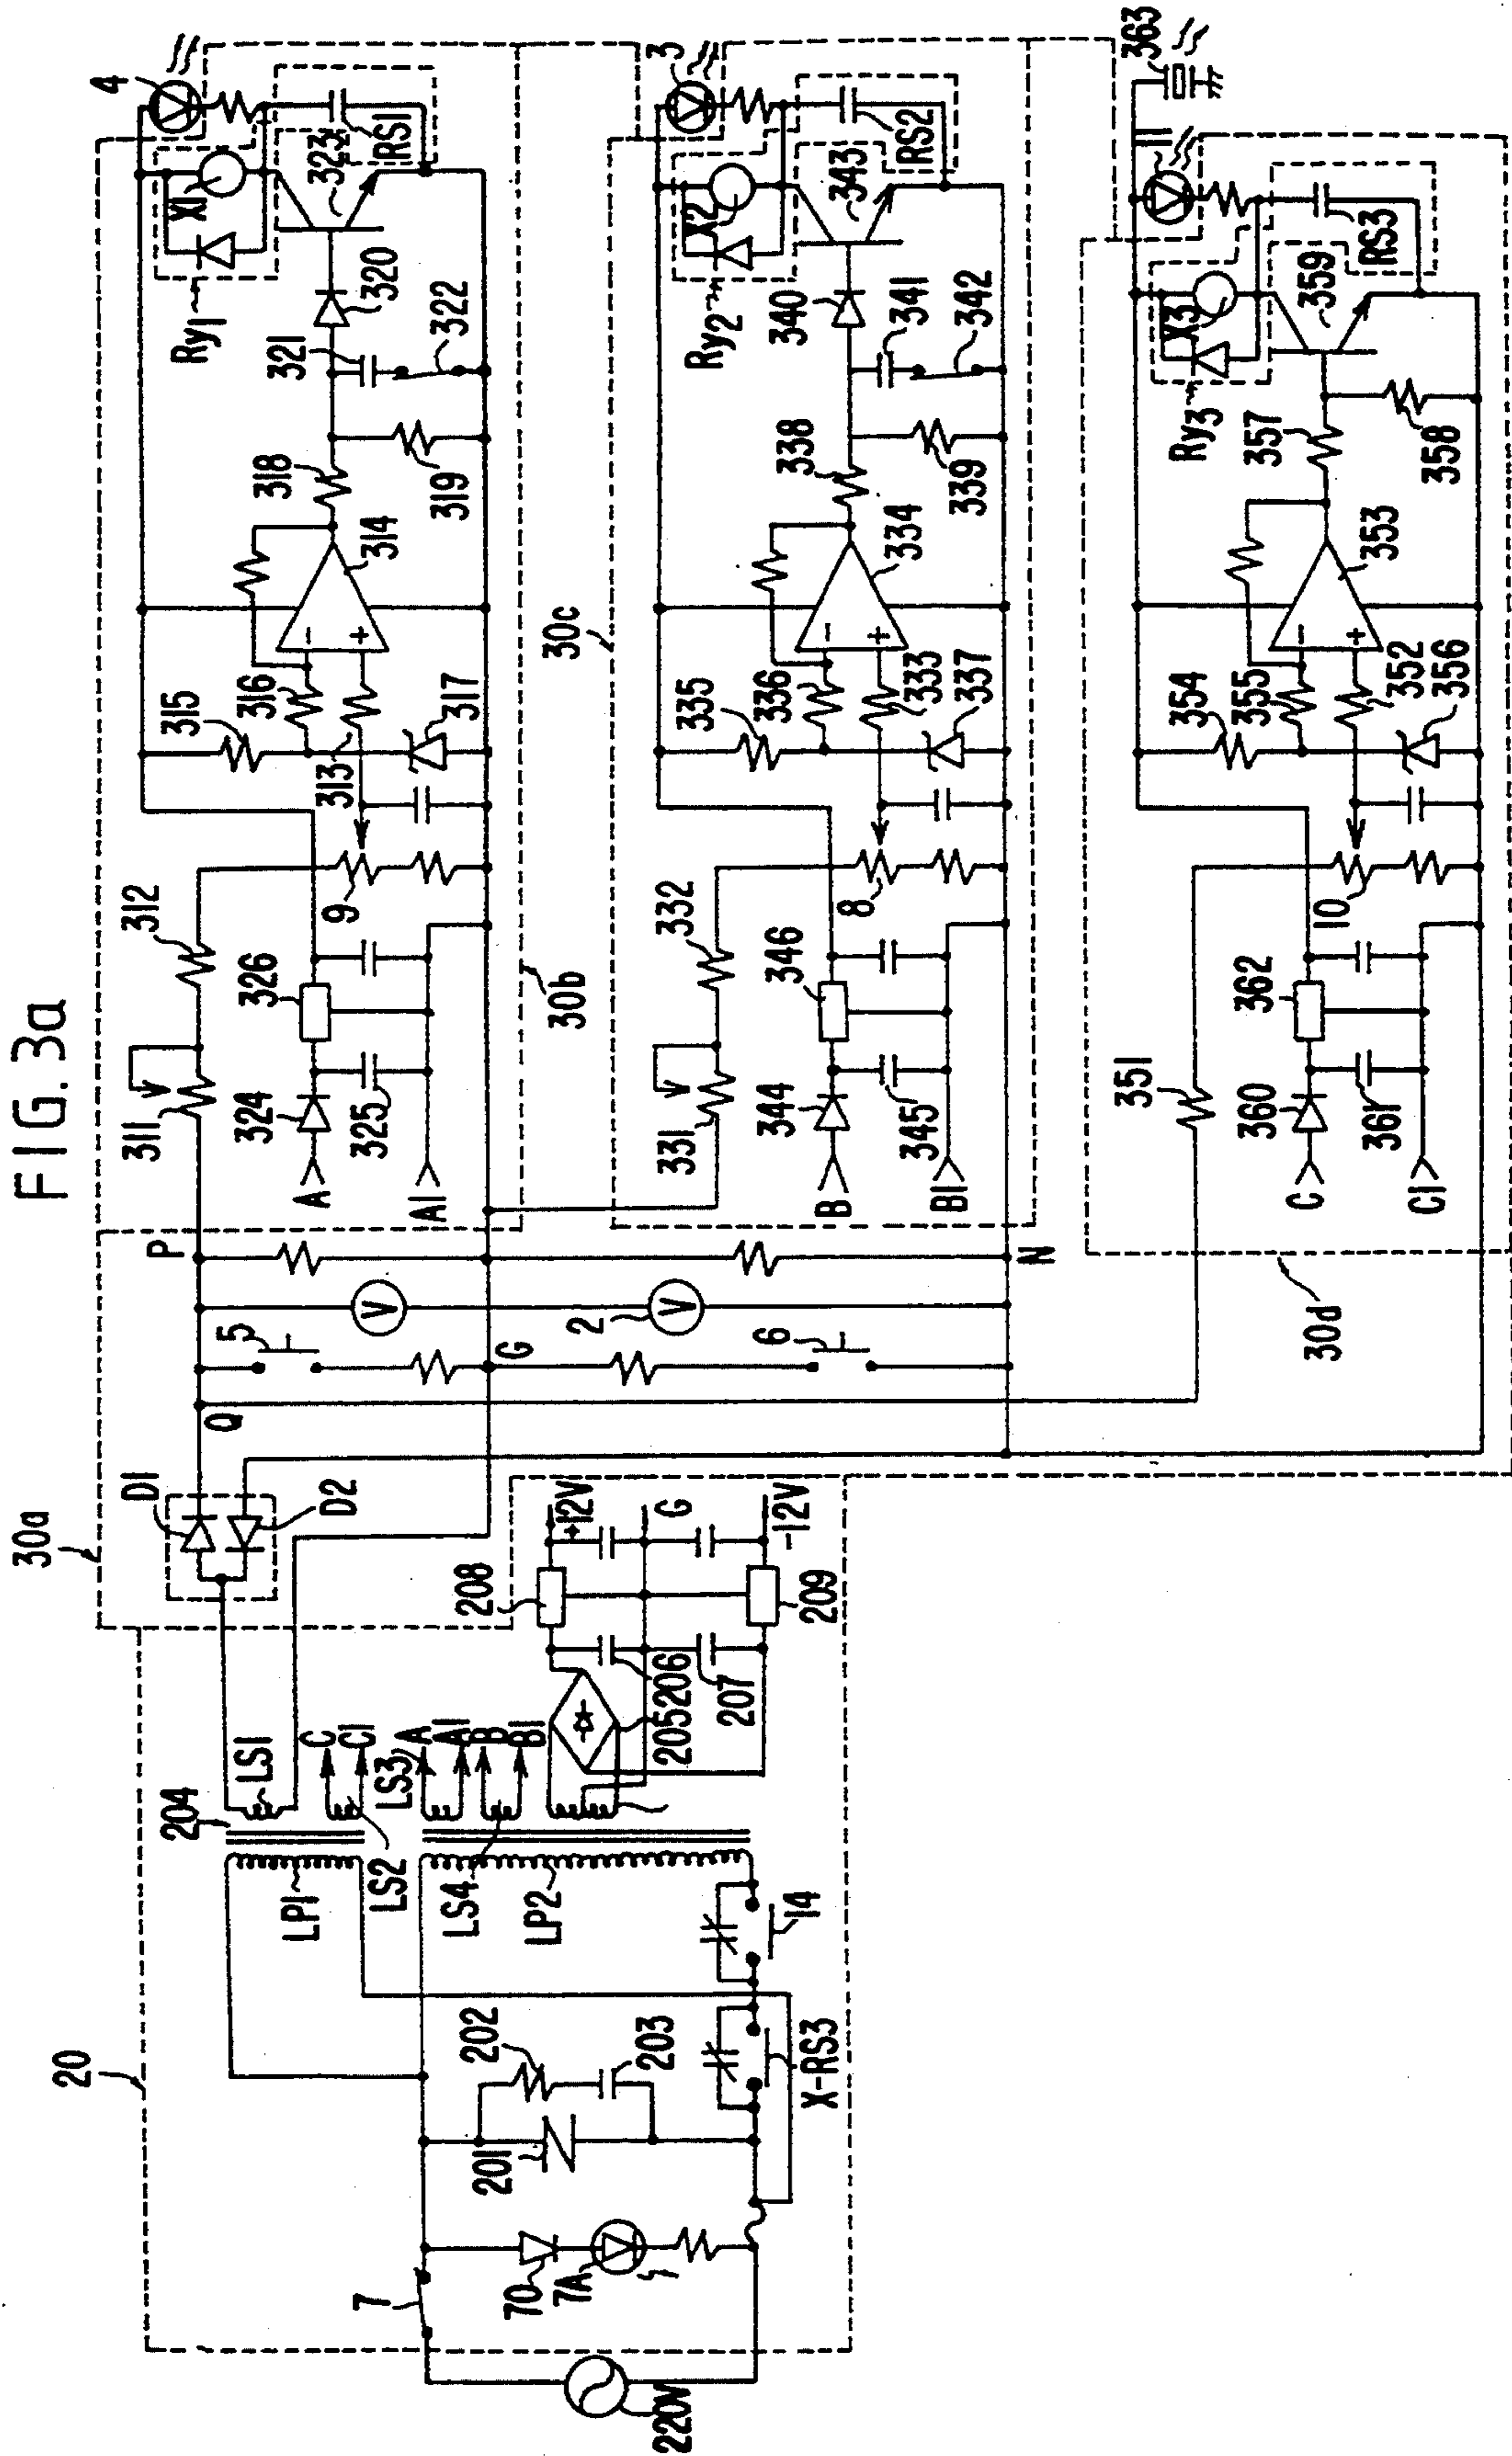 FIG. 3a
30a
20
D1
D2
Q
P
N
G
5
6
2
V
V
311
312
324
325
326
A
A1
9
313
315
316
317
314
318
319
321
322
320
323
Ry1
X1
RS1
4
30b
30c
331
332
344
345
346
B
B1
8
335
336
333
337
334
338
339
340
341
342
343
Ry2
X2
RS2
3
351
360
361
362
C
C1
10
354
355
352
356
353
357
358
359
Ry3
X3
RS3
11
363
30d
204
LS1
C
C1
LS2
LS3
A
A1
B
B1
LS4
LP1
LP2
205
206
207
208
209
+12V
G
-12V
202
203
201
X-RS3
14
7
70
7A
220V